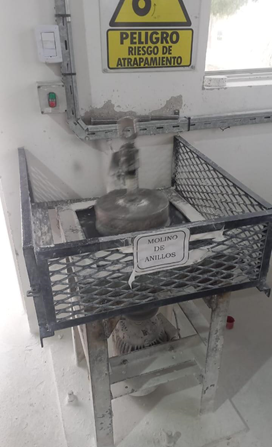 PELIGRO
RIESGO DE
ATRAPAMIENTO
MOLINO
DE
ANILLOS